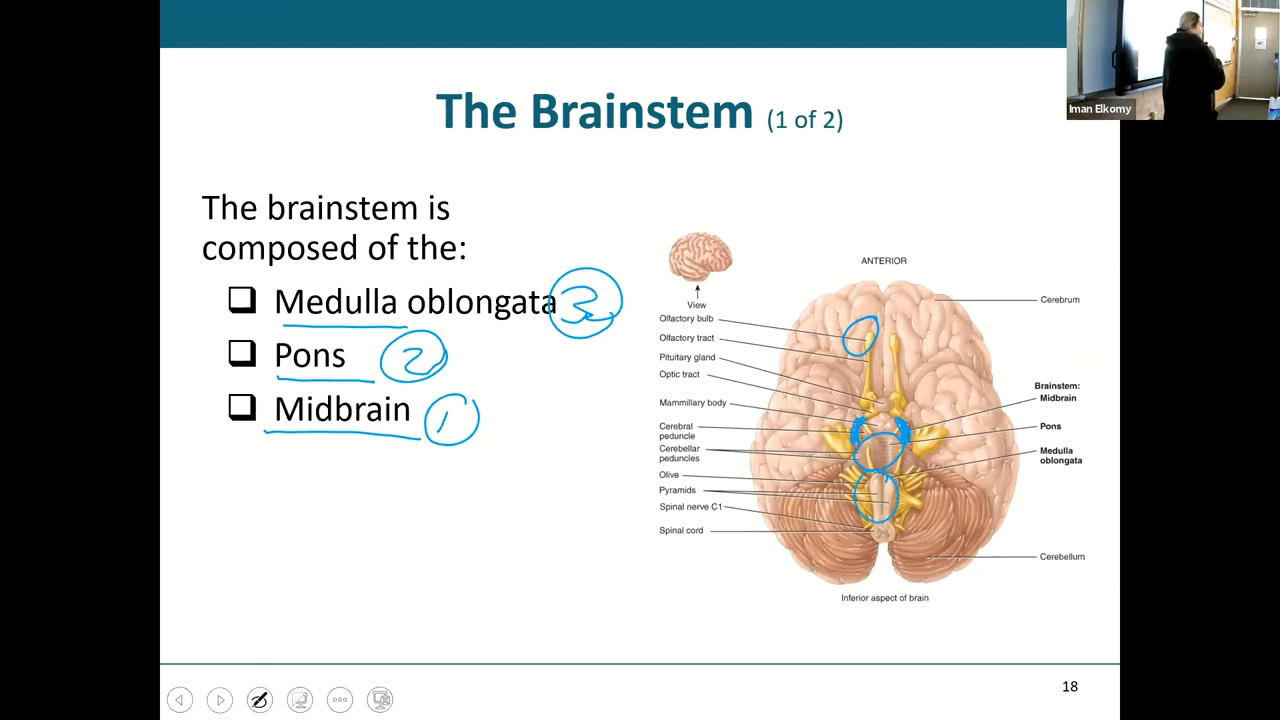 Iman Elkomy
The Brainstem (1 of 2)
The brainstem is
composed of the:
Medulla oblongata 3
Pons 2
Midbrain 1
View
ANTERIOR
Olfactory bulb
Olfactory tract
Pituitary gland
Optic tract
Mammillary body
Cerebral
peduncle
Cerebellar
peduncles
Olive
Pyramids
Spinal nerve C1
Spinal cord
Cerebrum
Brainstem:
Midbrain
Pons
Medulla
oblongata
Cerebellum
Inferior aspect of brain
18